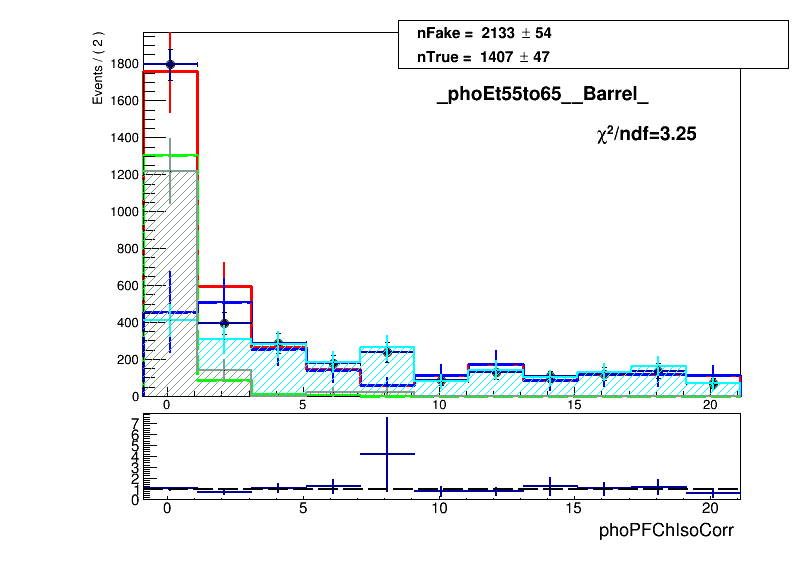 nFake = 2133 ± 54
nTrue = 1407 ± 47
Events / ( 2 )
_phoEt55to65__Barrel_
χ²/ndf=3.25
1800
1600
1400
1200
1000
800
600
400
200
0
0 5 10 15 20
7
6
5
4
3
2
1
0
0 5 10 15 20
phoPFChIsoCorr